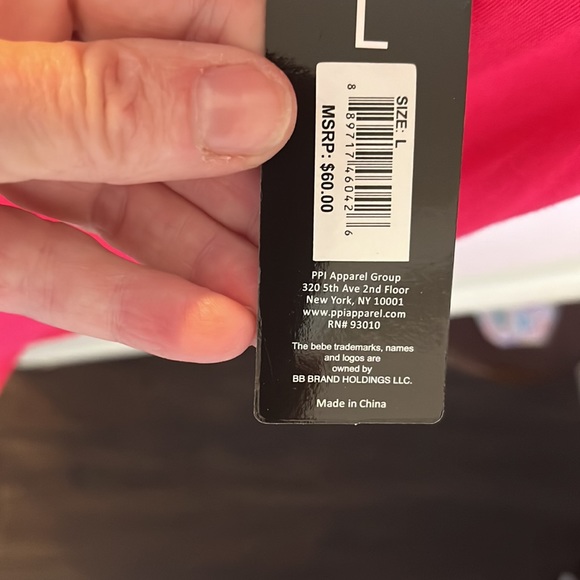 L
SIZE: L
8 89717 46042 6
MSRP: $60.00
PPI Apparel Group
320 5th Ave 2nd Floor
New York, NY 10001
www.ppiapparel.com
RN# 93010
The bebe trademarks, names
and logos are
owned by
BB BRAND HOLDINGS LLC.
Made in China